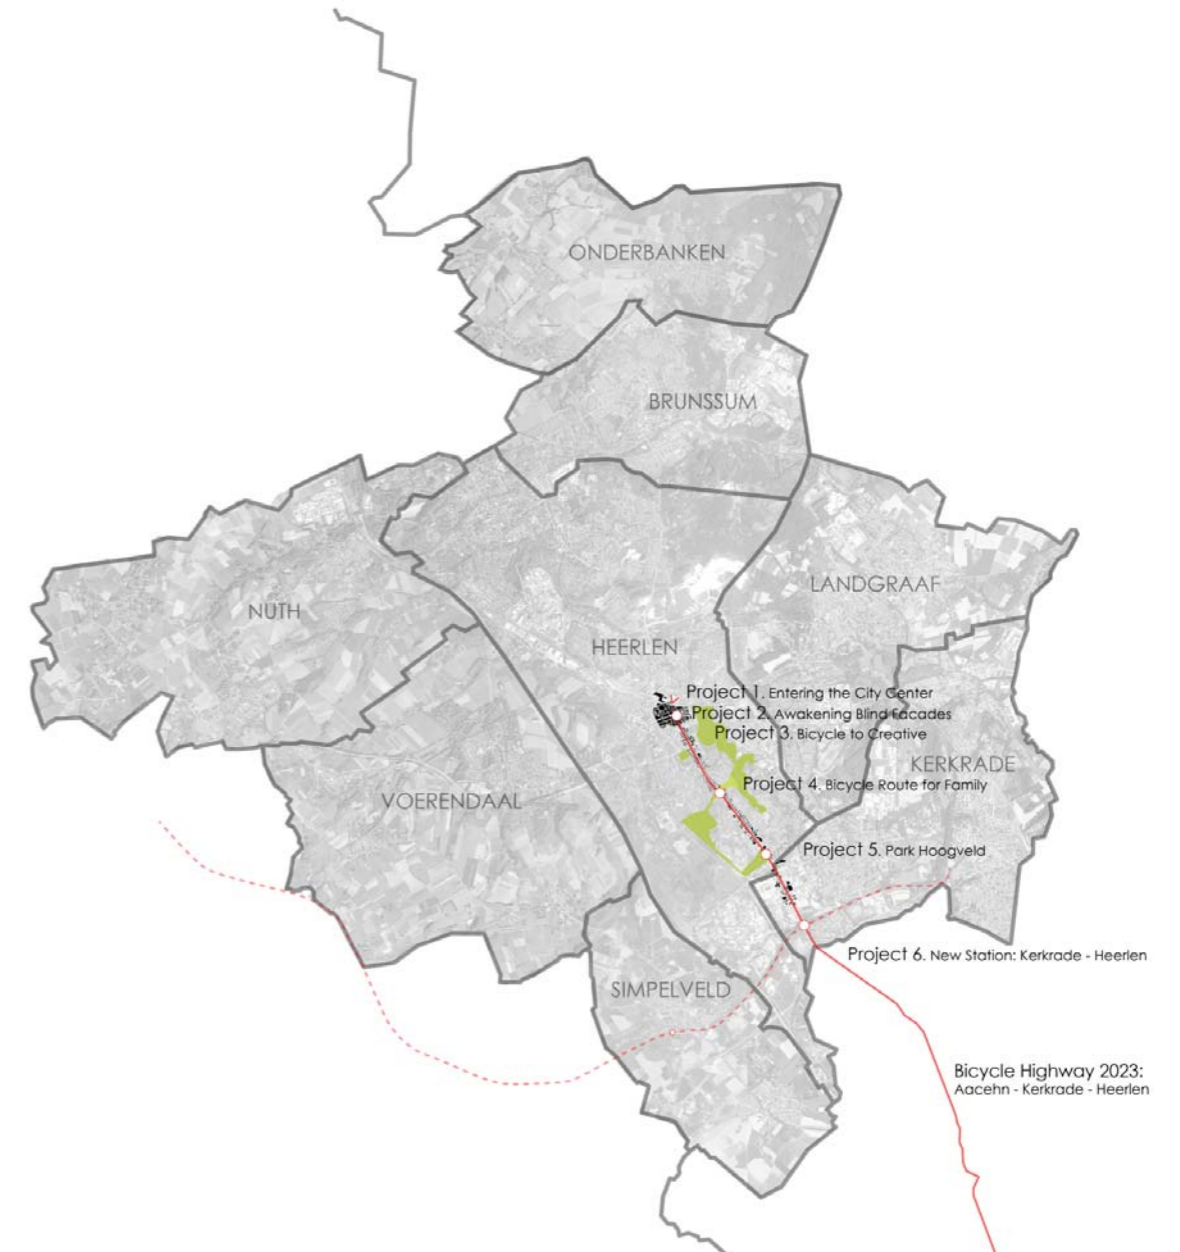 ONDERBANKEN
BRUNSSUM
LANDGRAAF
NUTH
HEERLEN
Project 1. Entering the City Center
Project 2. Awakening Blind Facades
Project 3. Bicycle to Creative
KERKRADE
Project 4. Bicycle Route for Family
VOERENDAAL
Project 5. Park Hoogveld
Project 6. New Station: Kerkrade - Heerlen
SIMPELVELD
Bicycle Highway 2023:
Aacehn - Kerkrade - Heerlen